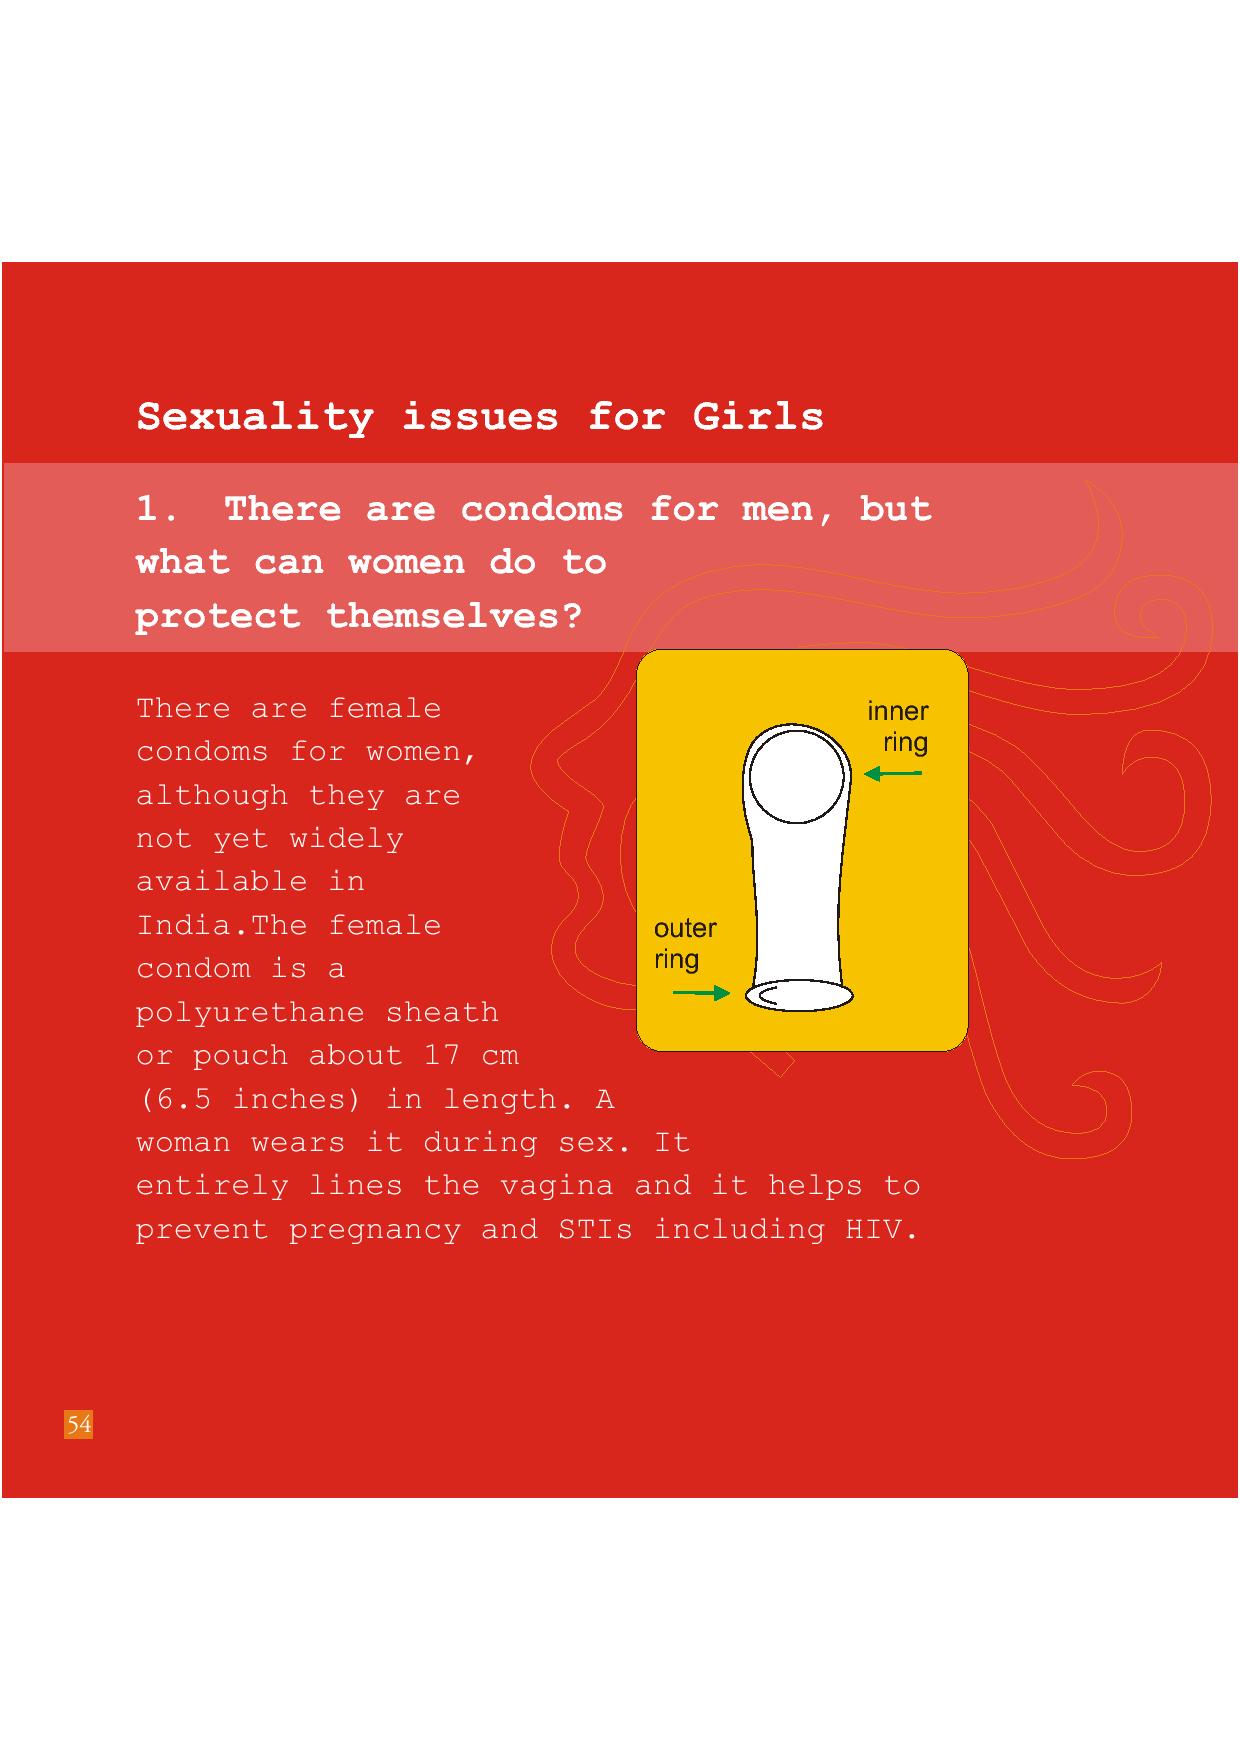 Sexuality issues for Girls
1. There are condoms for men, but
what can women do to
protect themselves?
There are female
condoms for women,
although they are
not yet widely
available in
India.The female
condom is a
polyurethane sheath
or pouch about 17 cm
(6.5 inches) in length. A
woman wears it during sex. It
entirely lines the vagina and it helps to
prevent pregnancy and STIs including HIV.
inner
ring
outer
ring
54